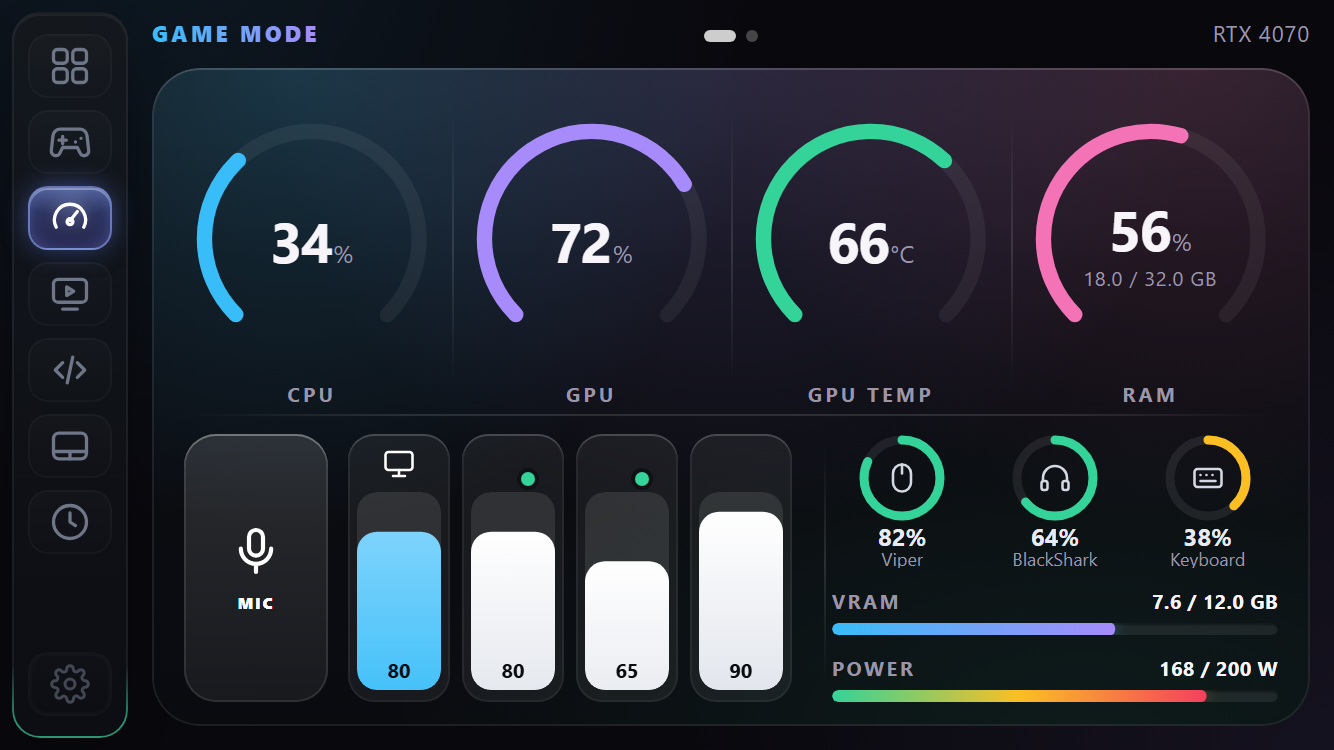 GAME MODE
RTX 4070
34%
72%
66°C
56%
18.0 / 32.0 GB
CPU
GPU
GPU TEMP
RAM
MIC
80
80
65
90
82%
Viper
64%
BlackShark
38%
Keyboard
VRAM
7.6 / 12.0 GB
POWER
168 / 200 W